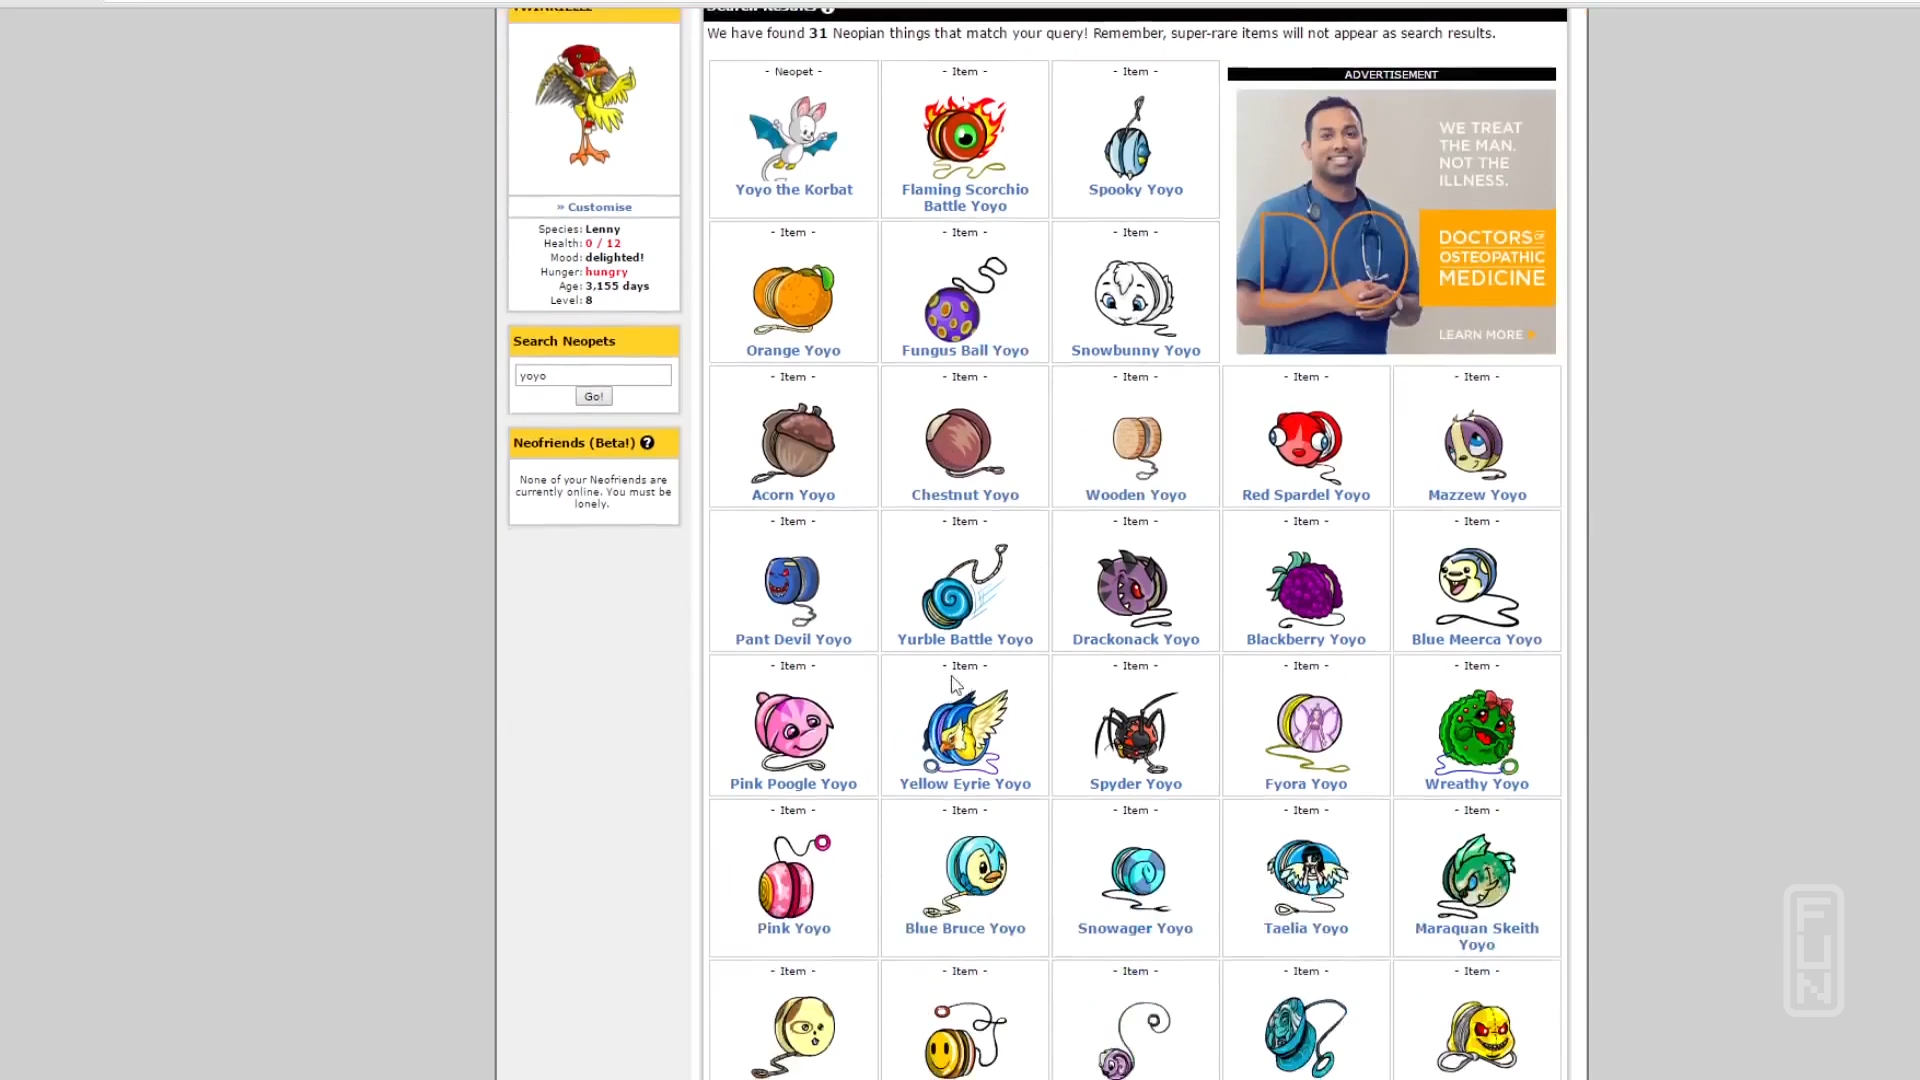 We have found 31 Neopian things that match your query! Remember, super-rare items will not appear as search results.
» Customise
Species: Lenny
Health: 0 / 12
Mood: delighted!
Hunger: hungry
Age: 3,155 days
Level: 8
Search Neopets
yoyo
Go!
Neofriends (Beta!) ?
None of your Neofriends are
currently online. You must be
lonely.
- Neopet -
Yoyo the Korbat
- Item -
Flaming Scorchio
Battle Yoyo
- Item -
Spooky Yoyo
ADVERTISEMENT
WE TREAT
THE MAN.
NOT THE
ILLNESS.
DO
DOCTORS OF
OSTEOPATHIC
MEDICINE
LEARN MORE
- Item -
Orange Yoyo
- Item -
Fungus Ball Yoyo
- Item -
Snowbunny Yoyo
- Item -
Acorn Yoyo
- Item -
Chestnut Yoyo
- Item -
Wooden Yoyo
- Item -
Red Spardel Yoyo
- Item -
Mazzew Yoyo
- Item -
Pant Devil Yoyo
- Item -
Yurble Battle Yoyo
- Item -
Drackonack Yoyo
- Item -
Blackberry Yoyo
- Item -
Blue Meerca Yoyo
- Item -
Pink Poogle Yoyo
- Item -
Yellow Eyrie Yoyo
- Item -
Spyder Yoyo
- Item -
Fyora Yoyo
- Item -
Wreathy Yoyo
- Item -
Pink Yoyo
- Item -
Blue Bruce Yoyo
- Item -
Snowager Yoyo
- Item -
Taelia Yoyo
- Item -
Maraquan Skeith
Yoyo
- Item -
- Item -
- Item -
- Item -
- Item -
FUN